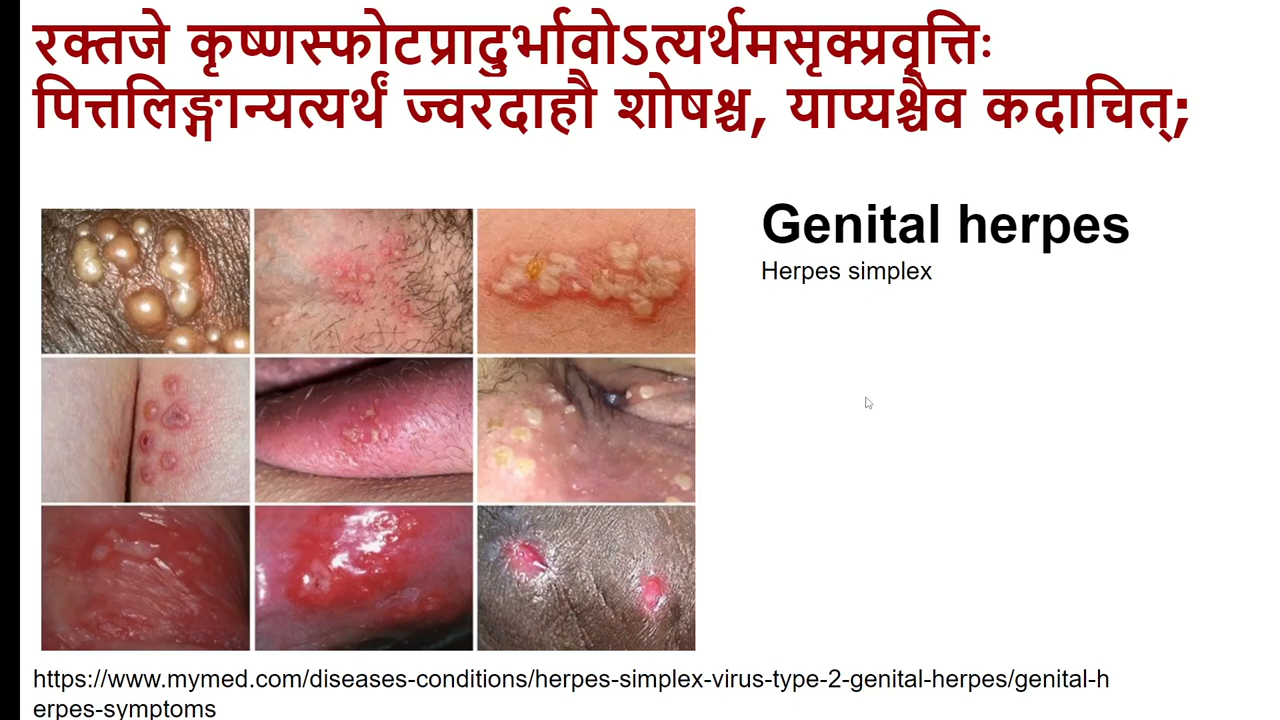 रक्तजे कृष्णस्फोटप्रादुर्भावोऽत्यर्थमसृक्प्रवृत्तिः
पित्तलिङ्गान्यत्यर्थं ज्वरदाहौ शोषश्च, याप्यश्चैव कदाचित्;
Genital herpes
Herpes simplex
https://www.mymed.com/diseases-conditions/herpes-simplex-virus-type-2-genital-herpes/genital-h
erpes-symptoms